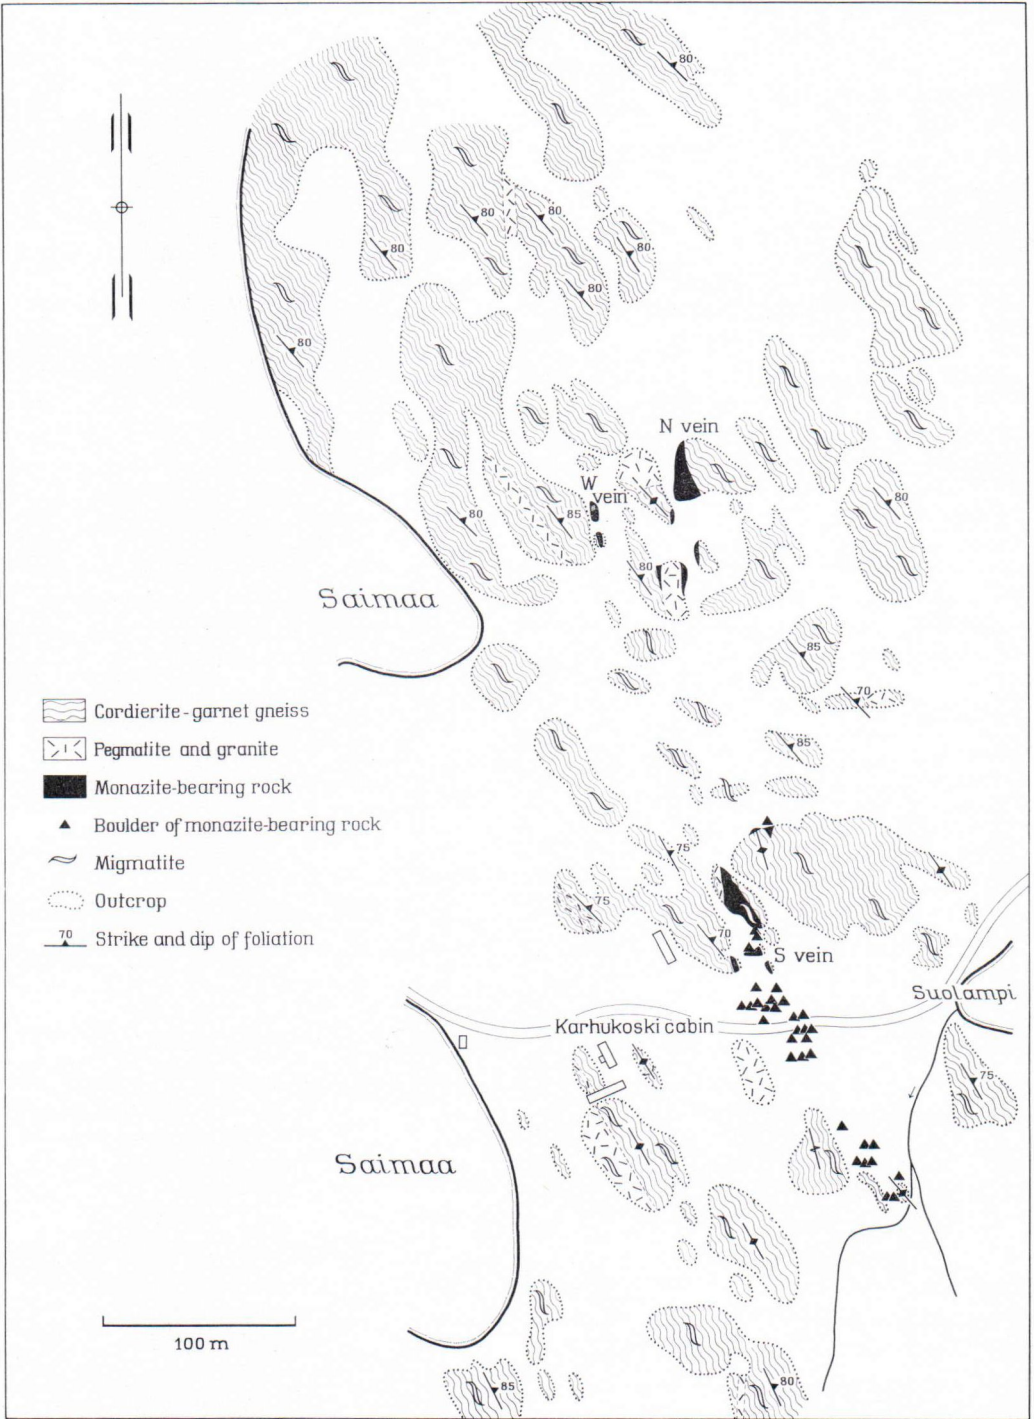 80
80
80
80
80
80
80
80
N vein
W
vein
80
85
80
80
Saimaa
85
70
Cordierite-garnet gneiss
Pegmatite and granite
85
Monazite-bearing rock
Boulder of monazite-bearing rock
75
Migmatite
75
Outcrop
70
70
Strike and dip of foliation
S vein
Suolampi
Karhukoski cabin
75
Saimaa
100 m
85
80